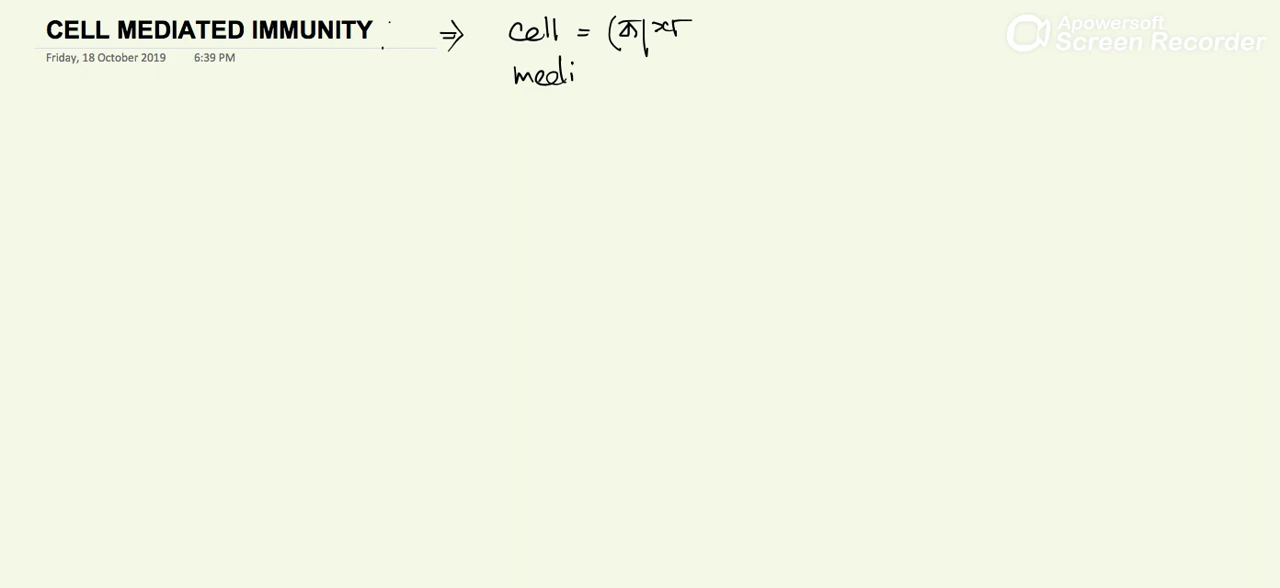 CELL MEDIATED IMMUNITY
Friday, 18 October 2019 6:39 PM
⇒ cell =
medi
Apowersoft
Screen Recorder